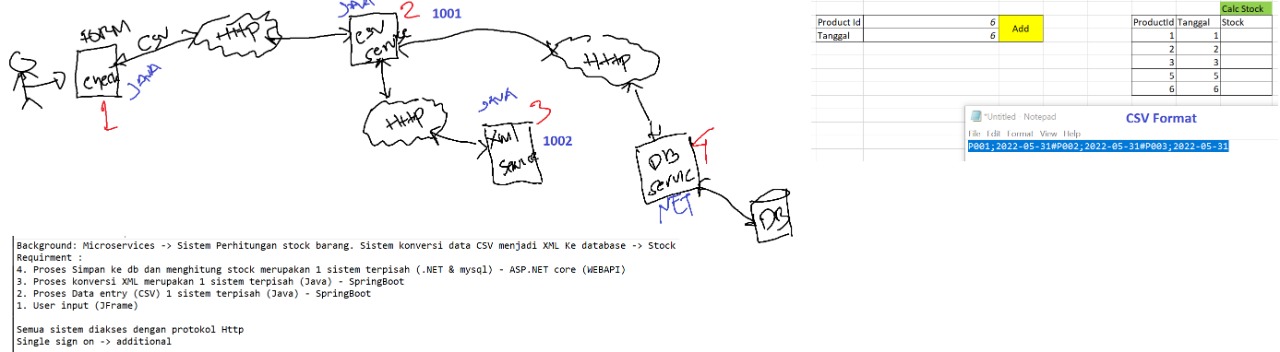 JAVA
2
1001
FORM
CSV
HTTP
CSV
Service
check
JAVA
1
HTTP
HTTP
JAVA
3
XML
Service
1002
DB
Servic
4
NET
DB
Calc Stock
Product Id 6
Add
Tanggal 6
ProductId Tanggal Stock
1 1
2 2
3 3
5 5
6 6
*Untitled - Notepad
CSV Format
File Edit Format View Help
P001;2022-05-31#P002;2022-05-31#P003;2022-05-31
Background: Microservices -> Sistem Perhitungan stock barang. Sistem konversi data CSV menjadi XML Ke database -> Stock
Requirment :
4. Proses Simpan ke db dan menghitung stock merupakan 1 sistem terpisah (.NET & mysql) - ASP.NET core (WEBAPI)
3. Proses konversi XML merupakan 1 sistem terpisah (Java) - SpringBoot
2. Proses Data entry (CSV) 1 sistem terpisah (Java) - SpringBoot
1. User input (JFrame)
Semua sistem diakses dengan protokol Http
Single sign on -> additional